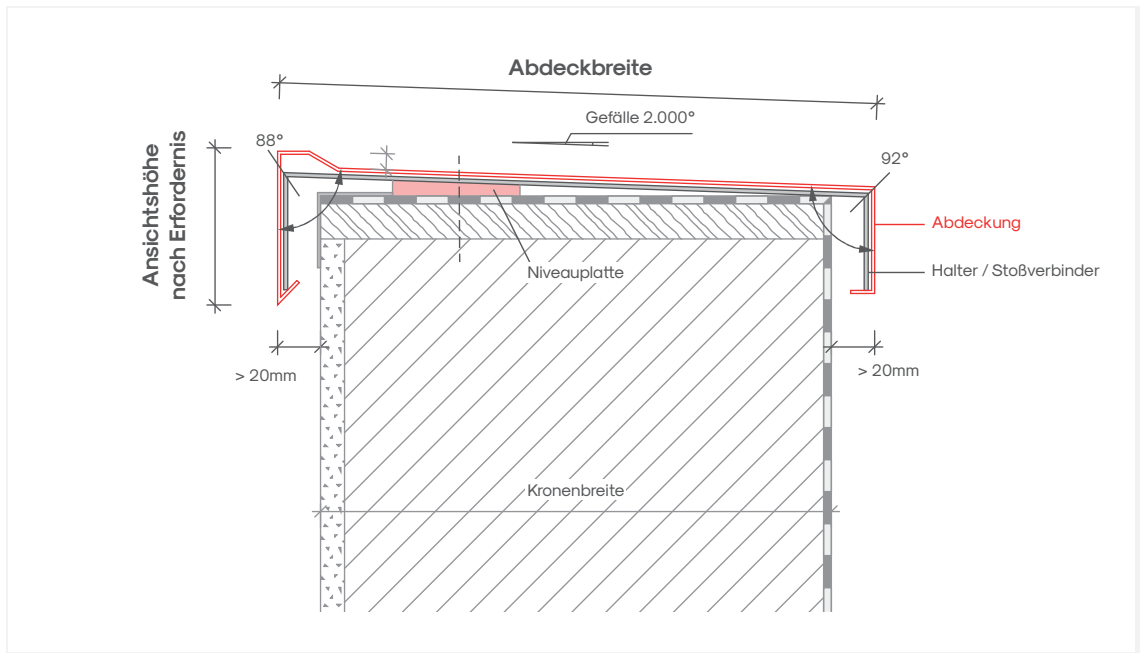 Abdeckbreite
Gefälle 2.000°
88°
92°
Ansichtshöhe
nach Erfordernis
Abdeckung
Niveauplatte
Halter / Stoßverbinder
> 20mm
> 20mm
Kronenbreite